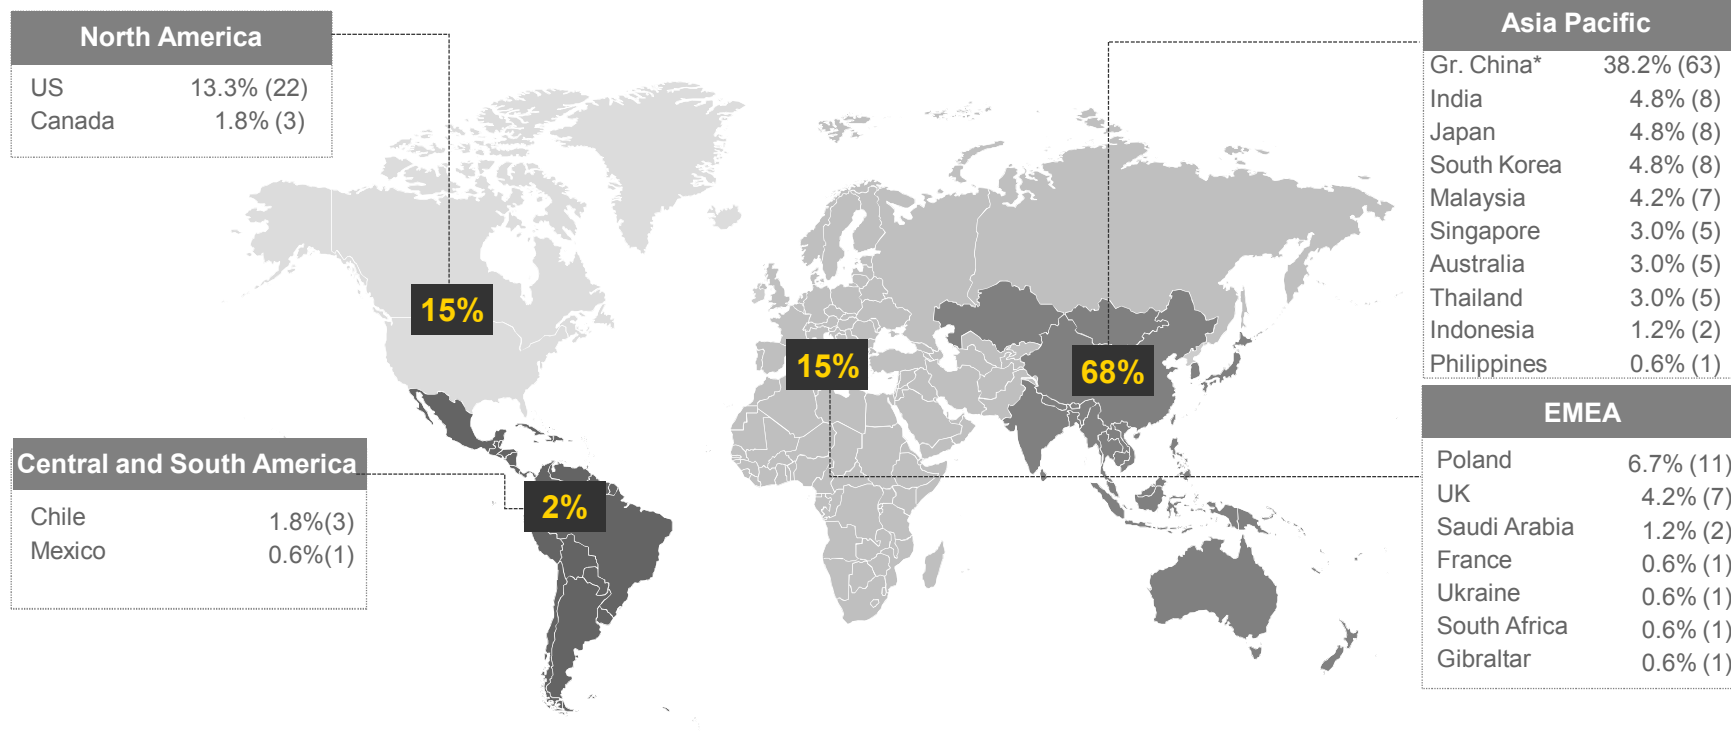 North America
US 13.3% (22)
Canada 1.8% (3)
15%
Central and South America
Chile 1.8%(3)
Mexico 0.6%(1)
2%
15%
68%
Asia Pacific
Gr. China* 38.2% (63)
India 4.8% (8)
Japan 4.8% (8)
South Korea 4.8% (8)
Malaysia 4.2% (7)
Singapore 3.0% (5)
Australia 3.0% (5)
Thailand 3.0% (5)
Indonesia 1.2% (2)
Philippines 0.6% (1)
EMEA
Poland 6.7% (11)
UK 4.2% (7)
Saudi Arabia 1.2% (2)
France 0.6% (1)
Ukraine 0.6% (1)
South Africa 0.6% (1)
Gibraltar 0.6% (1)